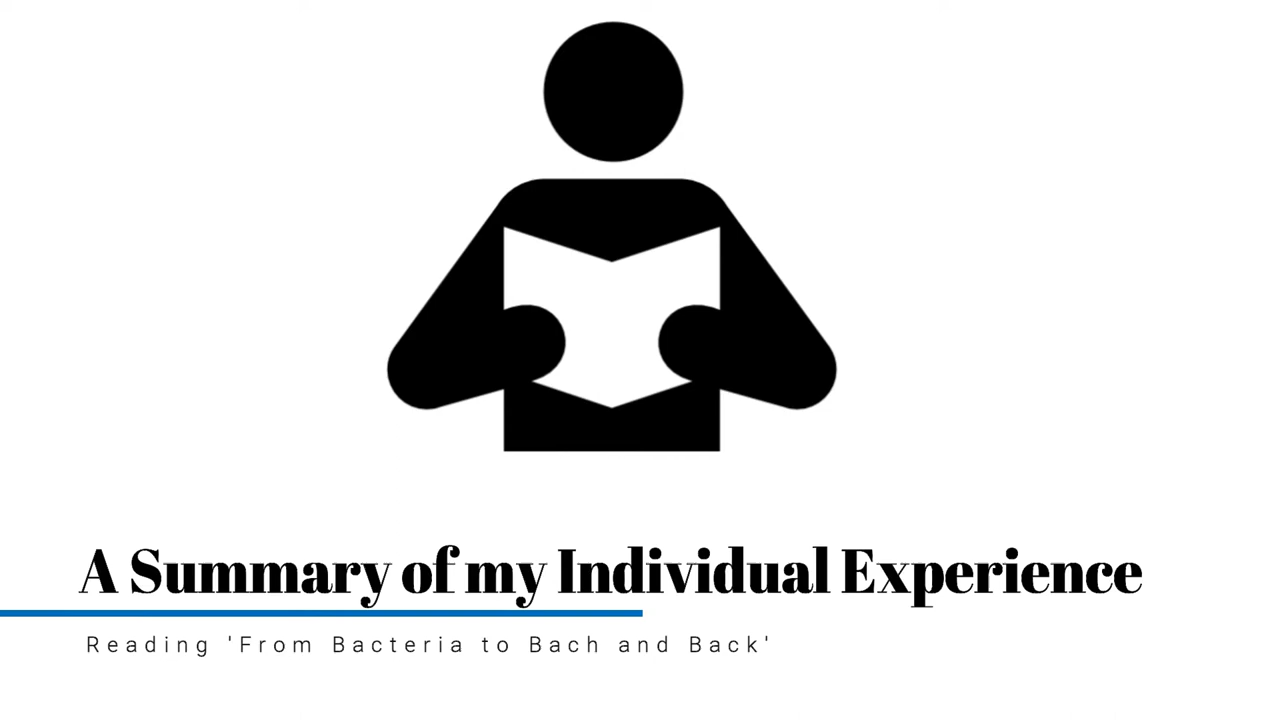 A Summary of my Individual Experience
Reading 'From Bacteria to Bach and Back'